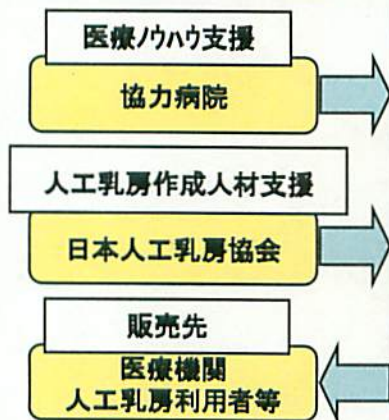 医療ノウハウ支援
協力病院
人工乳房作成人材支援
日本人工乳房協会
販売先
医療機関
人工乳房利用者等